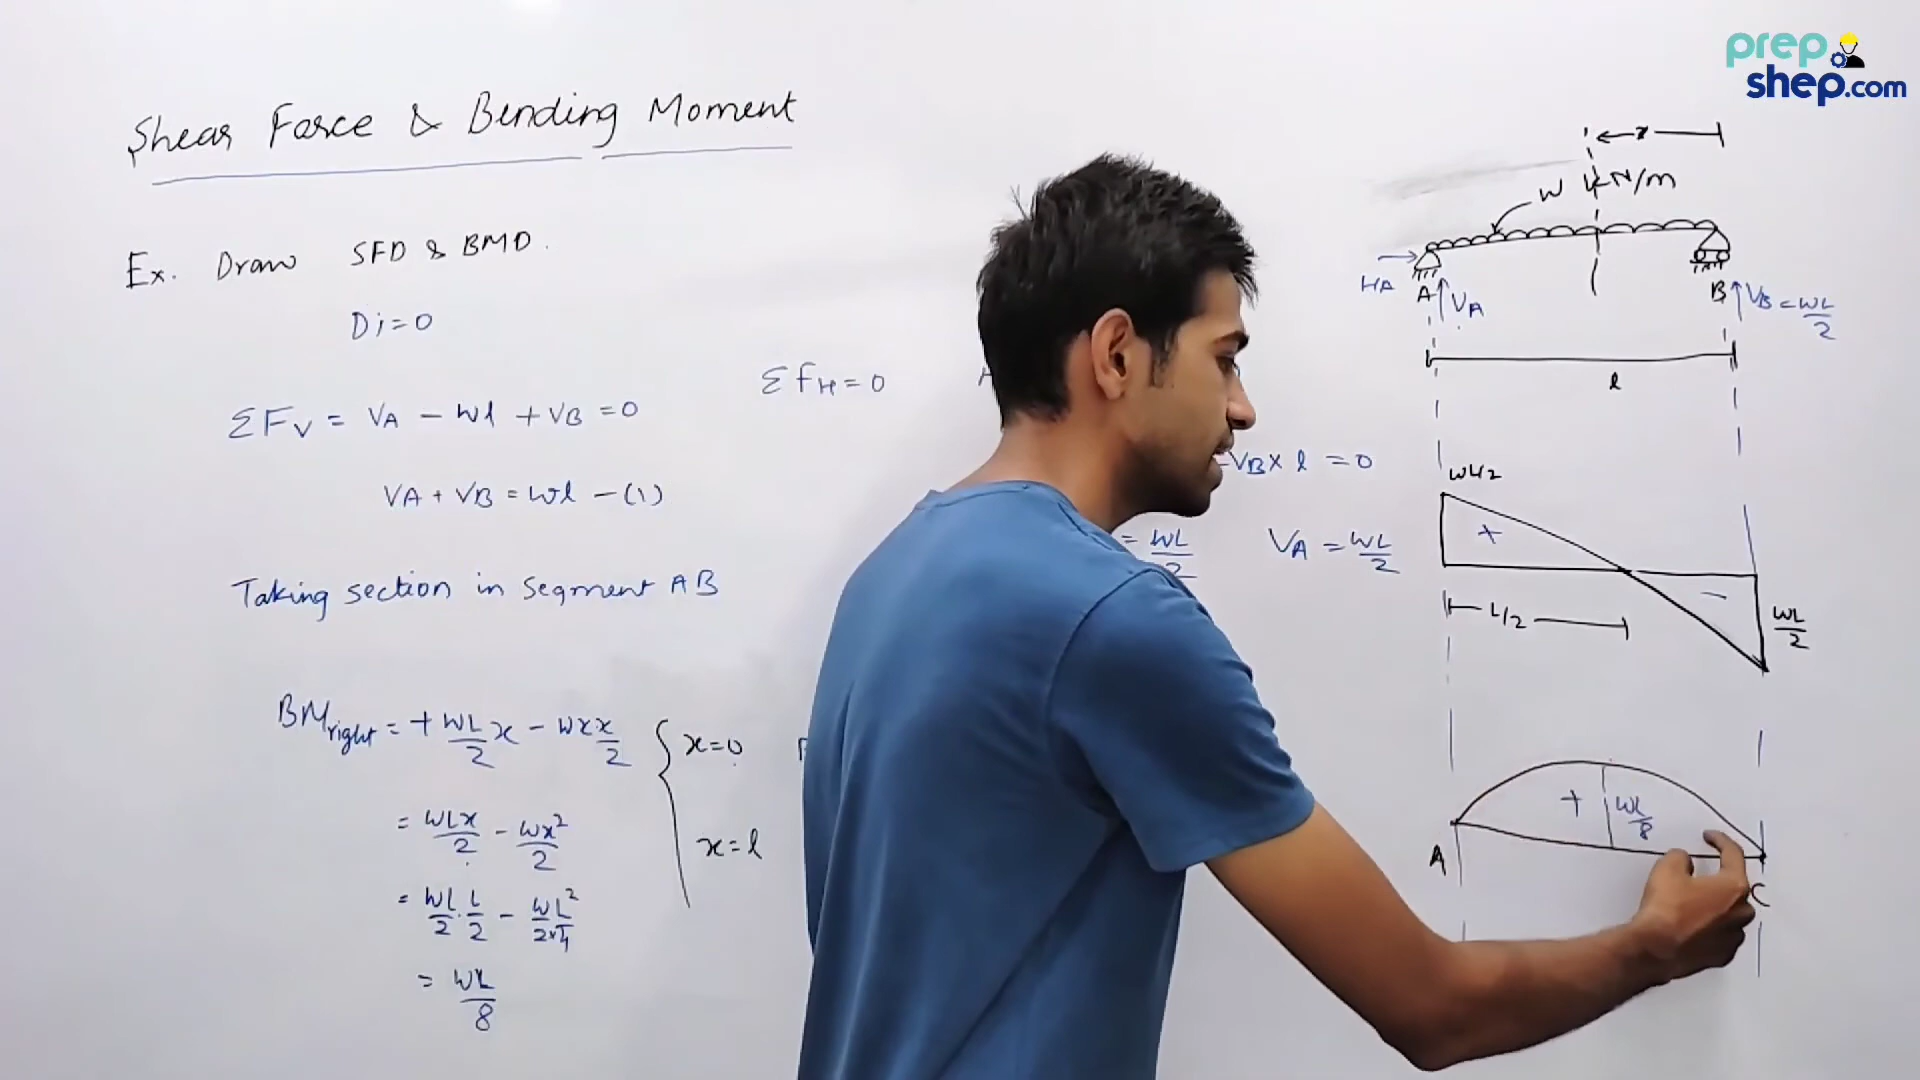 prep
shep.com
Shear Force & Bending Moment
Ex. Draw SFD & BMD.
Di=0
ΣFV = VA - wl + VB = 0
ΣFH = 0
VA + VB = wl - (1)
-VB x l = 0
= WL/2
VA = WL/2
Taking section in segment AB
BMright = + WL/2 x - wx x/2
x=0
= WLx/2 - wx²/2
x=l
= WL/2 . L/2 - WL²/2x4
= WL/8
x
W kN/m
HA
A
VA
B
VB = WL/2
l
WL/2
+
-
L/2
WL/2
+
WL/8
A
C